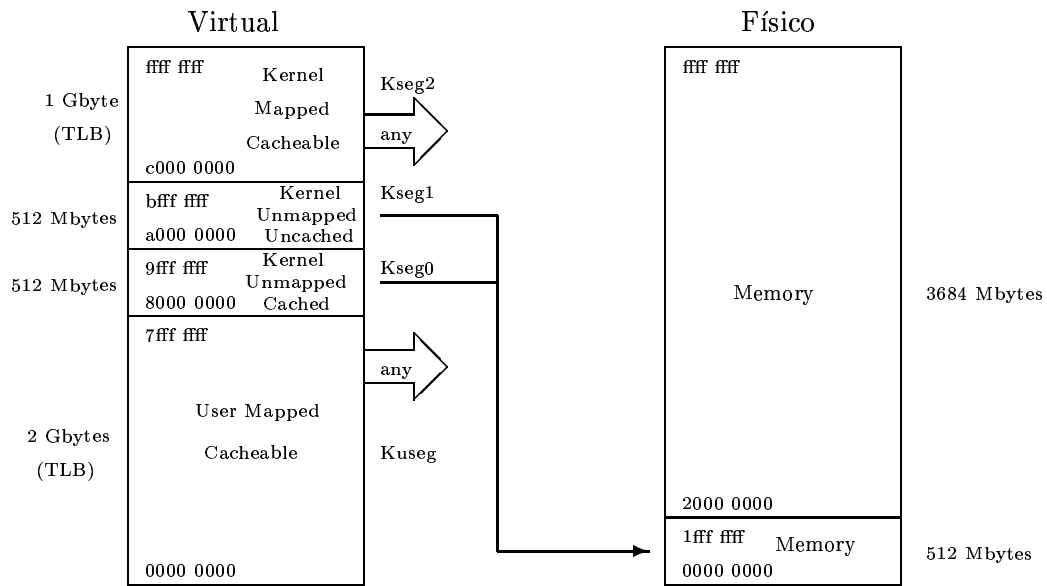 Virtual
Físico
ffff ffff
Kernel
Mapped
Cacheable
c000 0000
1 Gbyte
(TLB)
Kseg2
any
bfff ffff
Kernel
Unmapped
Uncached
a000 0000
512 Mbytes
Kseg1
9fff ffff
Kernel
Unmapped
Cached
8000 0000
512 Mbytes
Kseg0
7fff ffff
any
User Mapped
Cacheable
Kuseg
2 Gbytes
(TLB)
0000 0000
ffff ffff
Memory
3684 Mbytes
2000 0000
1fff ffff
Memory
0000 0000
512 Mbytes